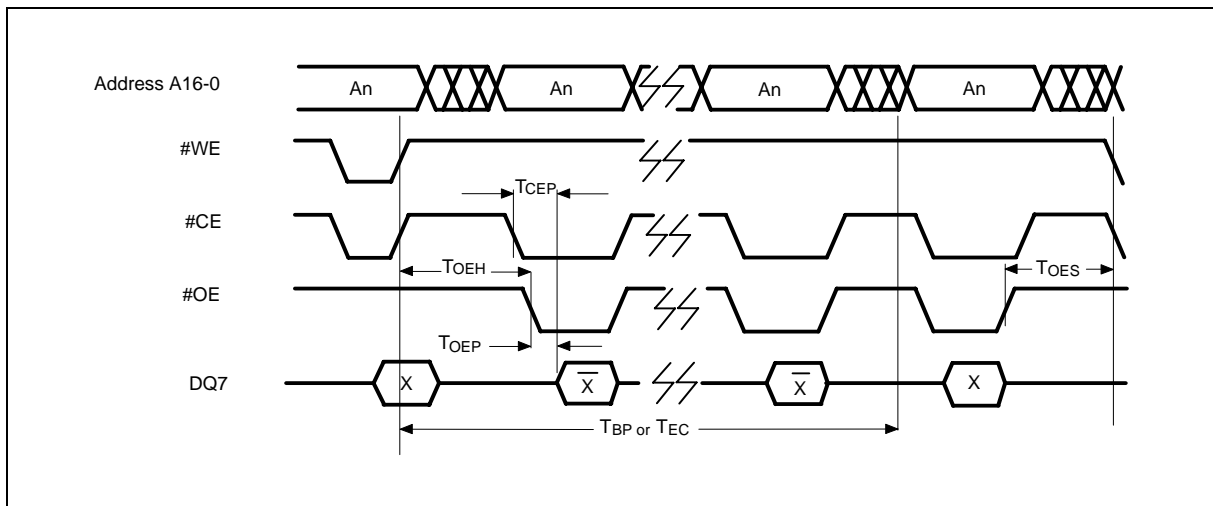 Address A16-0 An An An An
#WE
TCEP
#CE
TOEH TOES
#OE
TOEP
DQ7 X X̅ X̅ X
TBP or TEC